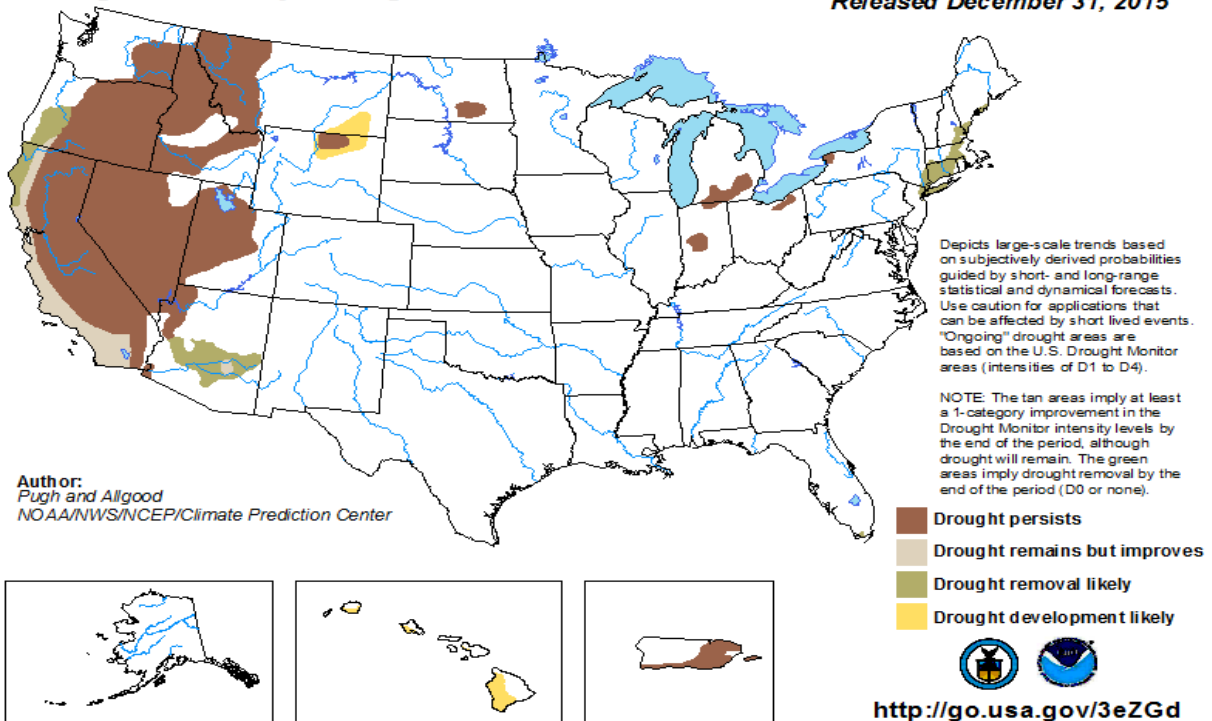 Released December 31, 2015
Depicts large-scale trends based
on subjectively derived probabilities
guided by short- and long-range
statistical and dynamical forecasts.
Use caution for applications that
can be affected by short lived events.
"Ongoing" drought areas are
based on the U.S. Drought Monitor
areas (intensities of D1 to D4).
NOTE: The tan areas imply at least
a 1-category improvement in the
Drought Monitor intensity levels by
the end of the period, although
drought will remain. The green
areas imply drought removal by the
end of the period (D0 or none).
Author:
Pugh and Allgood
NOAA/NWS/NCEP/Climate Prediction Center
Drought persists
Drought remains but improves
Drought removal likely
Drought development likely
http://go.usa.gov/3eZGd